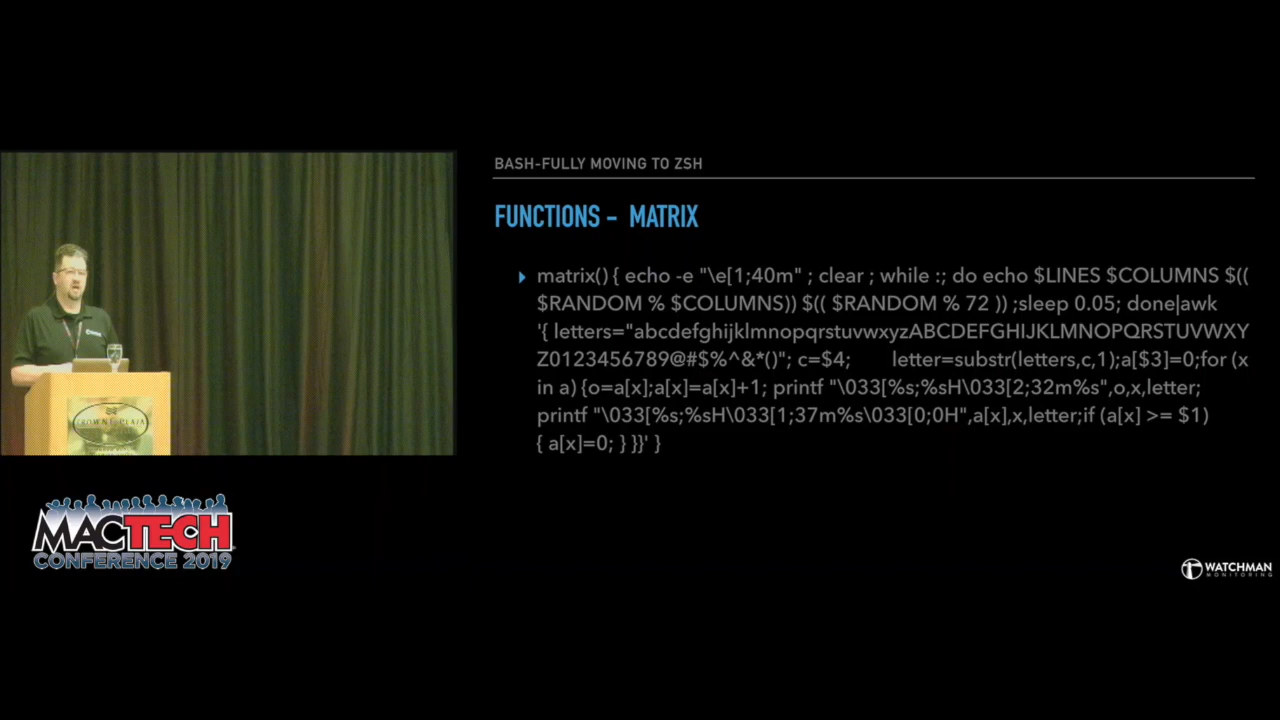 BASH-FULLY MOVING TO ZSH
FUNCTIONS - MATRIX
matrix() { echo -e "\e[1;40m" ; clear ; while :; do echo $LINES $COLUMNS $((
$RANDOM % $COLUMNS)) $(( $RANDOM % 72 )) ;sleep 0.05; done|awk
'{ letters="abcdefghijklmnopqrstuvwxyzABCDEFGHIJKLMNOPQRSTUVWXY
Z0123456789@#$%^&*()"; c=$4; letter=substr(letters,c,1);a[$3]=0;for (x
in a) {o=a[x];a[x]=a[x]+1; printf "\033[%s;%sH\033[2;32m%s",o,x,letter;
printf "\033[%s;%sH\033[1;37m%s\033[0;0H",a[x],x,letter;if (a[x] >= $1)
{ a[x]=0; } }}' }
CROWNE PLAZA
MACTECH
CONFERENCE 2019
WATCHMAN
MONITORING